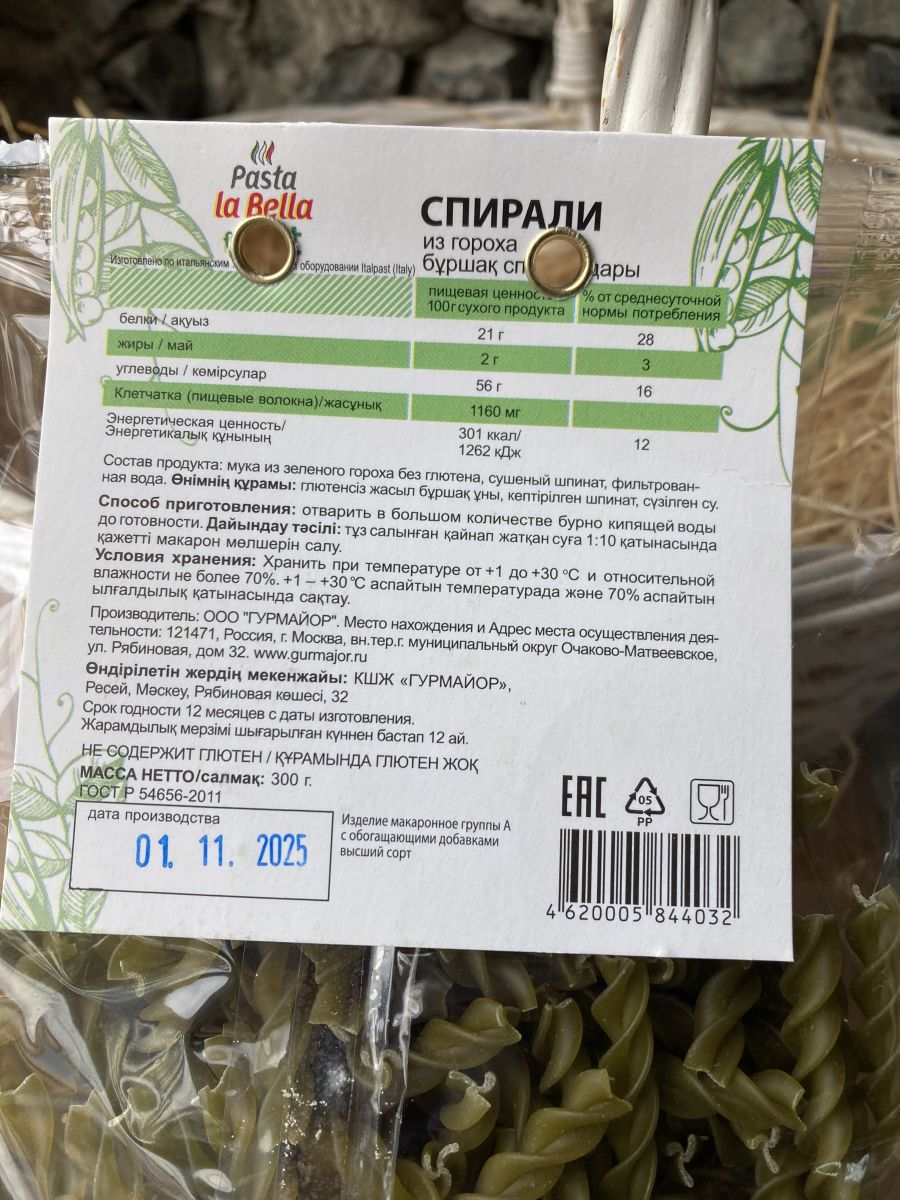 Pasta
la Bella
СПИРАЛИ
из гороха
бұршақ
Изготовлено по итальянским оборудовании Italpast (Italy)
пищевая
100г сухого продукта
% от среднесуточной
нормы потребления
белки / ақуыз 21 г 28
жиры / май 2 г 3
углеводы / көмірсулар 56 г 16
Клетчатка (пищевые волокна)/жасұнық 1160 мг
Энергетическая ценность/
Энергетикалық құнының
301 ккал/
1262 кДж
12
Состав продукта: мука из зеленого гороха без глютена, сушеный шпинат, фильтрован-
ная вода. Өнімнің құрамы: глютенсіз жасыл бұршақ ұны, кептірілген шпинат, сүзілген су.
Способ приготовления: отварить в большом количестве бурно кипящей воды
до готовности. Дайындау тәсілі: тұз салынған қайнап жатқан суға 1:10 қатынасында
қажетті макарон мөлшерін салу.
Условия хранения: Хранить при температуре от +1 до +30 °С и относительной
влажности не более 70%. +1 – +30 °С аспайтын температурада және 70% аспайтын
ылғалдылық қатынасында сақтау.
Производитель: ООО "ГУРМАЙОР". Место нахождения и Адрес места осуществления дея-
тельности: 121471, Россия, г. Москва, вн.тер.г. муниципальный округ Очаково-Матвеевское,
ул. Рябиновая, дом 32. www.gurmajor.ru
Өндірілетін жердің мекенжайы: КШЖ «ГУРМАЙОР»,
Ресей, Мәскеу, Рябиновая көшесі, 32
Срок годности 12 месяцев с даты изготовления.
Жарамдылық мерзімі шығарылған күннен бастап 12 ай.
НЕ СОДЕРЖИТ ГЛЮТЕН / ҚҰРАМЫНДА ГЛЮТЕН ЖОҚ
МАССА НЕТТО/салмақ: 300 г.
ГОСТ Р 54656-2011
дата производства
01. 11. 2025
Изделие макаронное группы А
с обогащающими добавками
высший сорт
ЕАС
05
PP
4 620005 844032